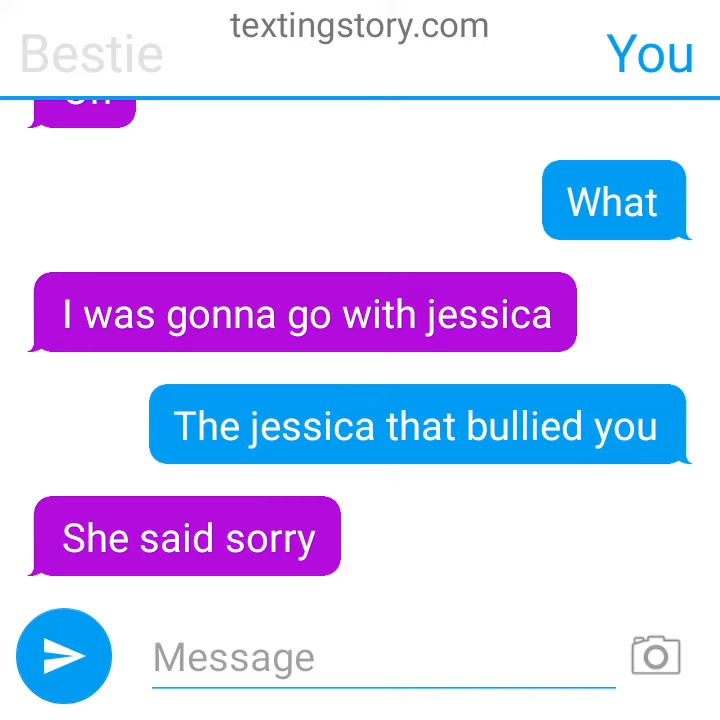 textingstory.com
Bestie
You
What
I was gonna go with jessica
The jessica that bullied you
She said sorry
Message